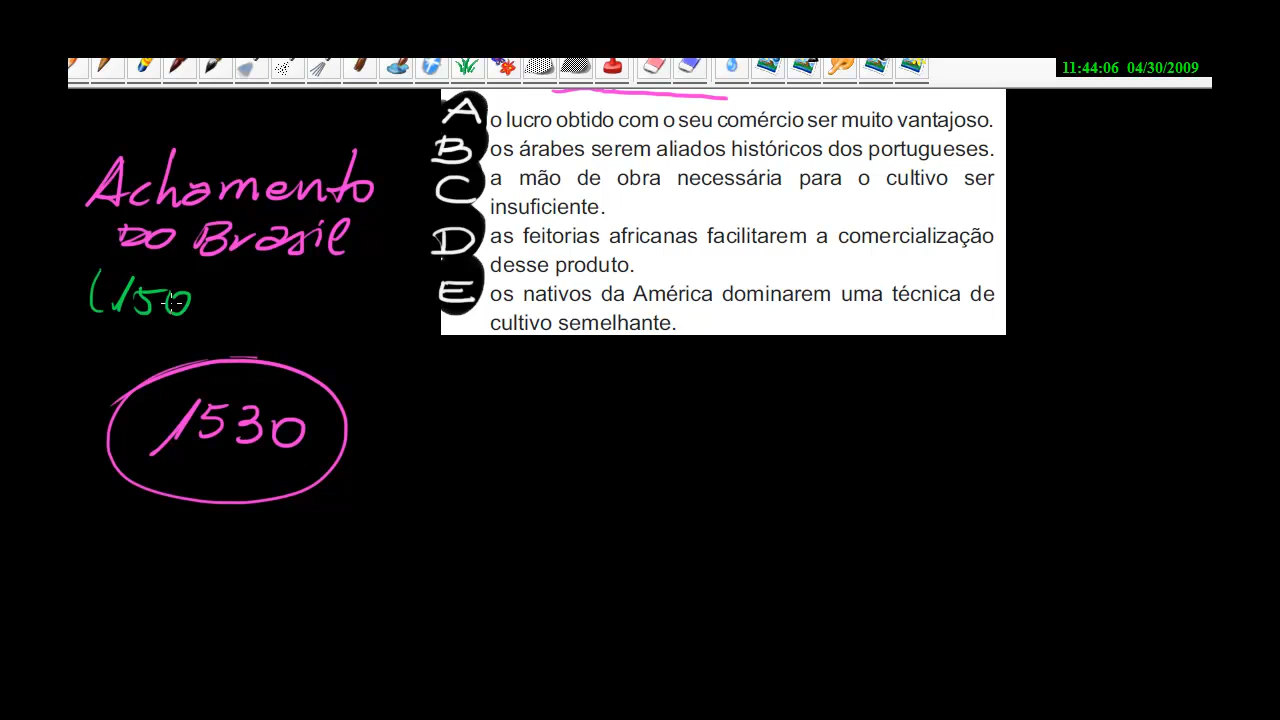 11:44:06 04/30/2009
A o lucro obtido com o seu comércio ser muito vantajoso.
B os árabes serem aliados históricos dos portugueses.
C a mão de obra necessária para o cultivo ser
insuficiente.
D as feitorias africanas facilitarem a comercialização
desse produto.
E os nativos da América dominarem uma técnica de
cultivo semelhante.
Achamento
DO Brasil
(150
1530